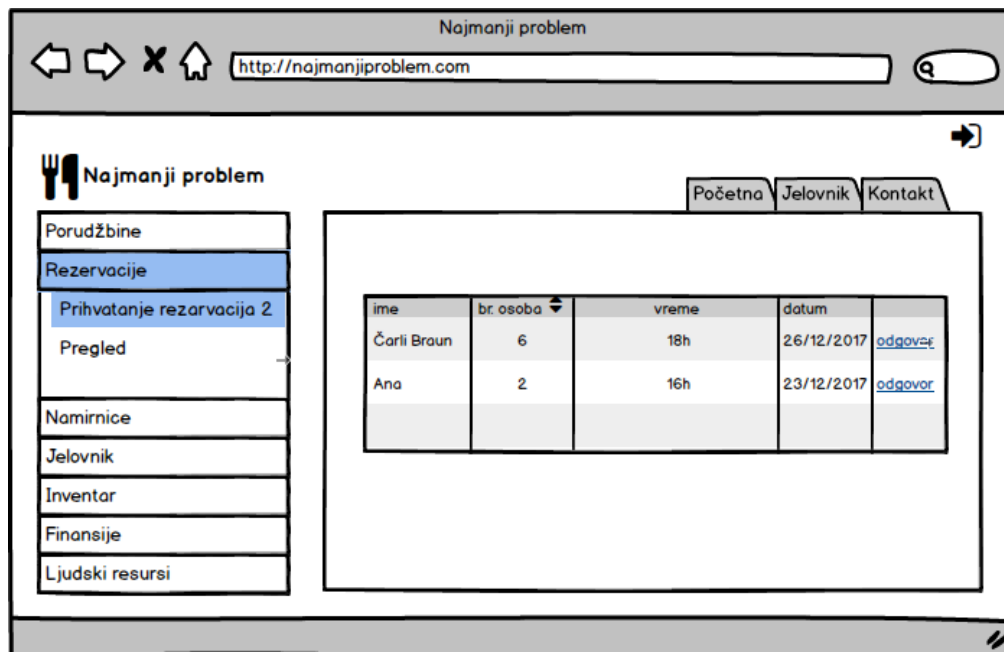 Najmanji problem
http://najmanjiproblem.com
Najmanji problem
Početna Jelovnik Kontakt
Porudžbine
Rezervacije
Prihvatanje rezarvacija 2
Pregled
Namirnice
Jelovnik
Inventar
Finansije
Ljudski resursi
ime br. osoba vreme datum
Čarli Braun 6 18h 26/12/2017 odgovor
Ana 2 16h 23/12/2017 odgovor